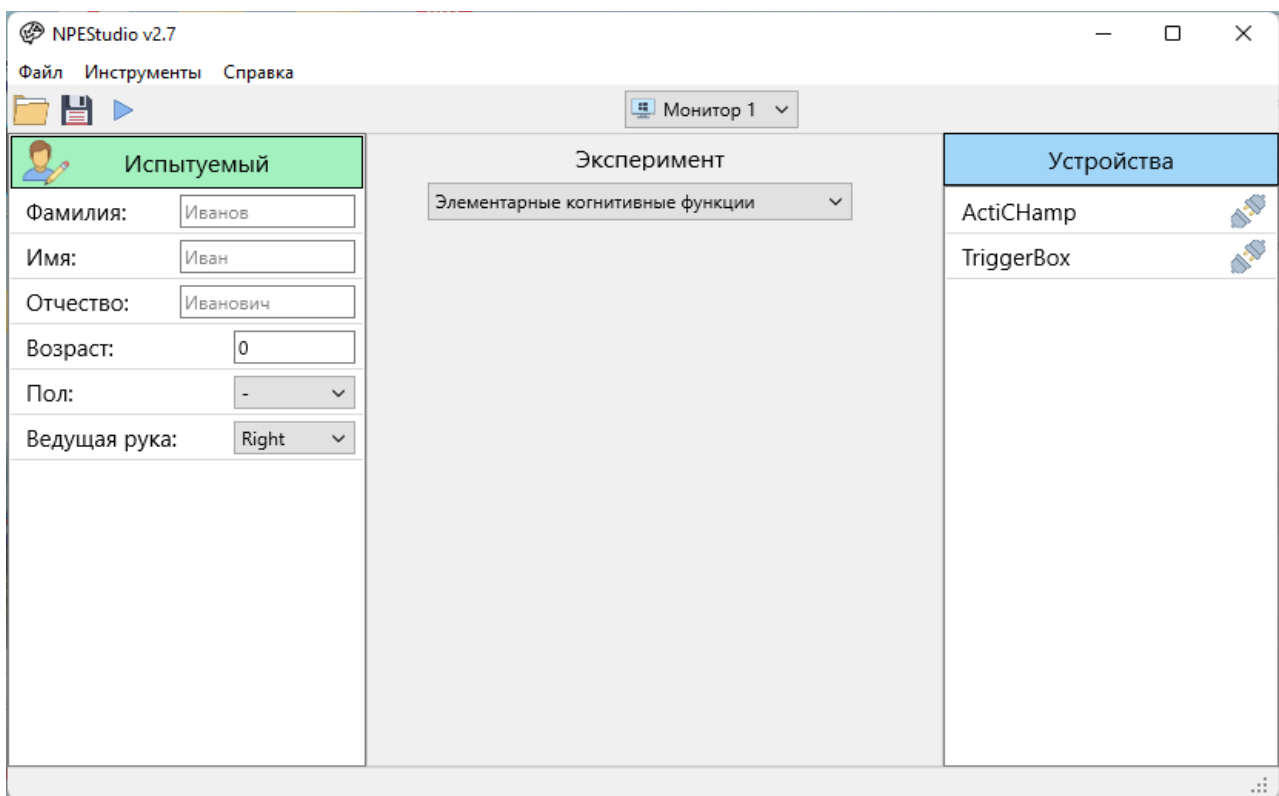 NPEStudio v2.7
Файл Инструменты Справка
Монитор 1
Испытуемый
Фамилия: Иванов
Имя: Иван
Отчество: Иванович
Возраст: 0
Пол: -
Ведущая рука: Right
Эксперимент
Элементарные когнитивные функции
Устройства
ActiCHamp
TriggerBox